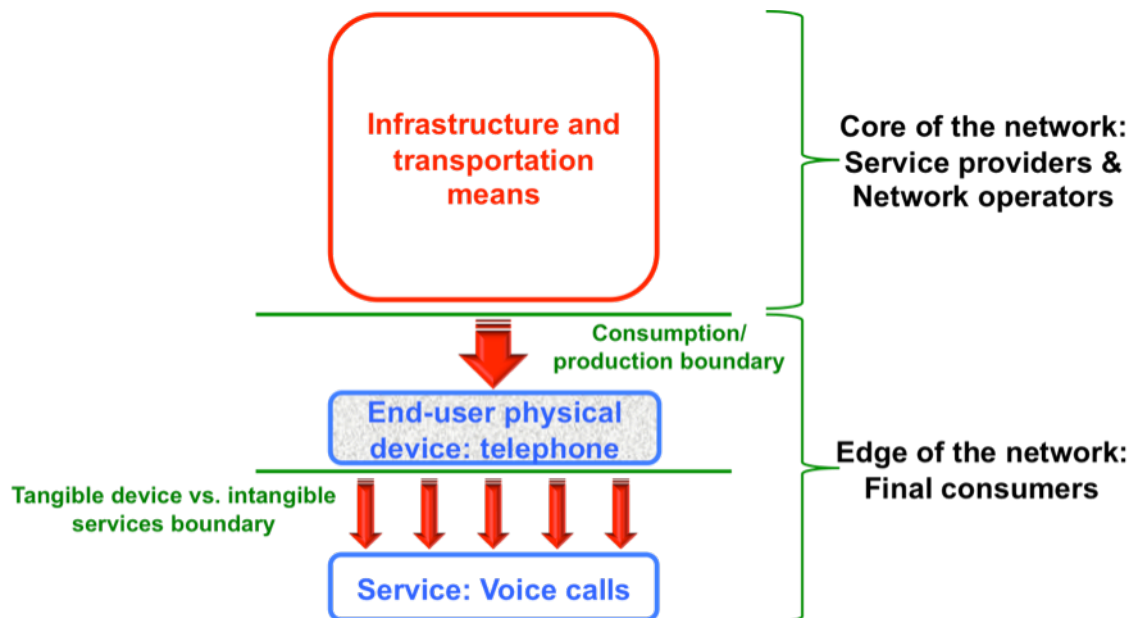 Infrastructure and
transportation
means
Core of the network:
Service providers &
Network operators
Consumption/
production boundary
End-user physical
device: telephone
Edge of the network:
Final consumers
Tangible device vs. intangible
services boundary
Service: Voice calls